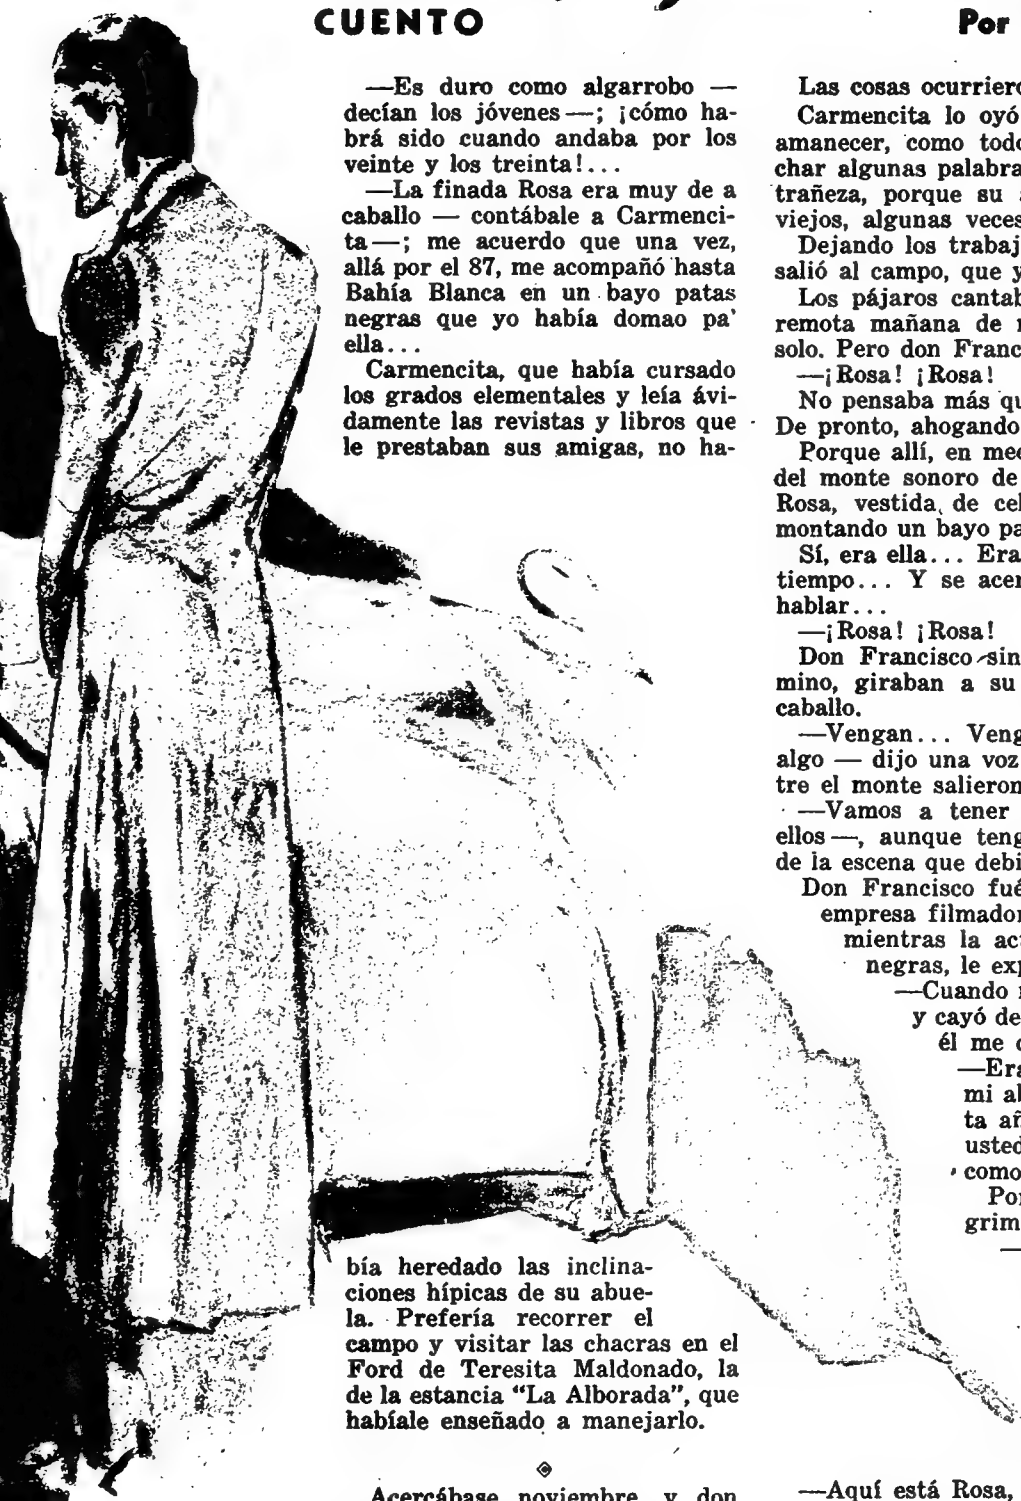 CUENTO
Por
—Es duro como algarrobo —
decían los jóvenes—; ¡cómo ha-
brá sido cuando andaba por los
veinte y los treinta!...
—La finada Rosa era muy de a
caballo — contábale a Carmenci-
ta—; me acuerdo que una vez,
allá por el 87, me acompañó hasta
Bahía Blanca en un bayo patas
negras que yo había domao pa'
ella...
Carmencita, que había cursado
los grados elementales y leía ávi-
damente las revistas y libros que
le prestaban sus amigas, no ha-
bía heredado las inclina-
ciones hípicas de su abue-
la. Prefería recorrer el
campo y visitar las chacras en el
Ford de Teresita Maldonado, la
de la estancia “La Alborada”, que
habíale enseñado a manejarlo.
Acercábase noviembre, y don
Las cosas ocurriero
Carmencita lo oyó
amanecer, como todo
char algunas palabra
trañeza, porque su
viejos, algunas veces
Dejando los trabaj
salió al campo, que y
Los pájaros cantab
remota mañana de
solo. Pero don Franc
—¡Rosa! ¡Rosa!
No pensaba más qu
De pronto, ahogando
Porque allí, en med
del monte sonoro de
Rosa, vestida de cel
montando un bayo pa
Sí, era ella... Era
tiempo... Y se acer
hablar...
—¡Rosa! ¡Rosa!
Don Francisco sin
mino, giraban a su
caballo.
—Vengan... Veng
algo — dijo una voz
tre el monte salieron
—Vamos a tener
ellos—, aunque teng
de la escena que debi
Don Francisco fué
empresa filmador
mientras la ac
negras, le exp
—Cuando
y cayó de
él me
—Era
mi ab
ta añ
usted
como
Por
grim
—
—Aquí está Rosa,